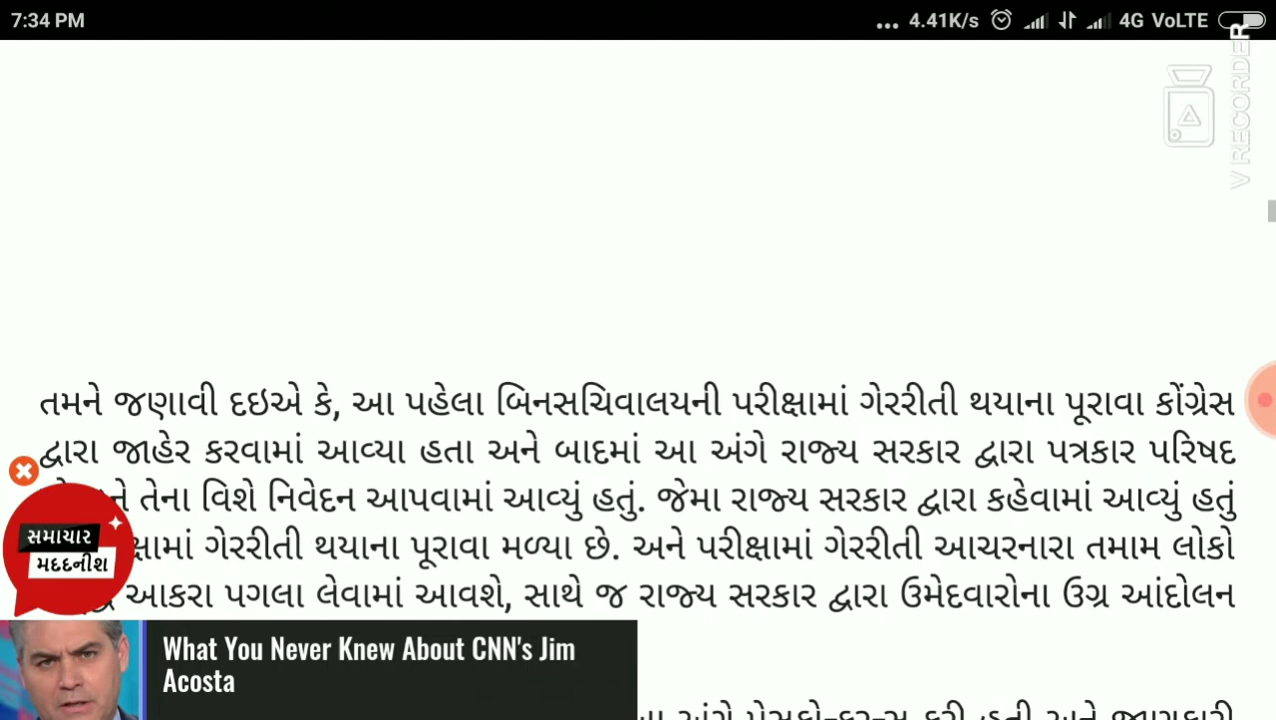 7:34 PM
... 4.41K/s 4G VoLTE
V RECORDER
તમને જણાવી દઇએ કે, આ પહેલા બિનસચિવાલયની પરીક્ષામાં ગેરરીતી થયાના પૂરાવા કોંગ્રેસ
દ્વારા જાહેર કરવામાં આવ્યા હતા અને બાદમાં આ અંગે રાજ્ય સરકાર દ્વારા પત્રકાર પરિષદ
તેના વિશે નિવેદન આપવામાં આવ્યું હતું. જેમા રાજ્ય સરકાર દ્વારા કહેવામાં આવ્યું હતું
ગેરરીતી થયાના પૂરાવા મળ્યા છે. અને પરીક્ષામાં ગેરરીતી આચરનારા તમામ લોકો
આકરા પગલા લેવામાં આવશે, સાથે જ રાજ્ય સરકાર દ્વારા ઉમેદવારોના ઉગ્ર આંદોલન
સમાચાર
મદદનીશ
What You Never Knew About CNN's Jim
Acosta